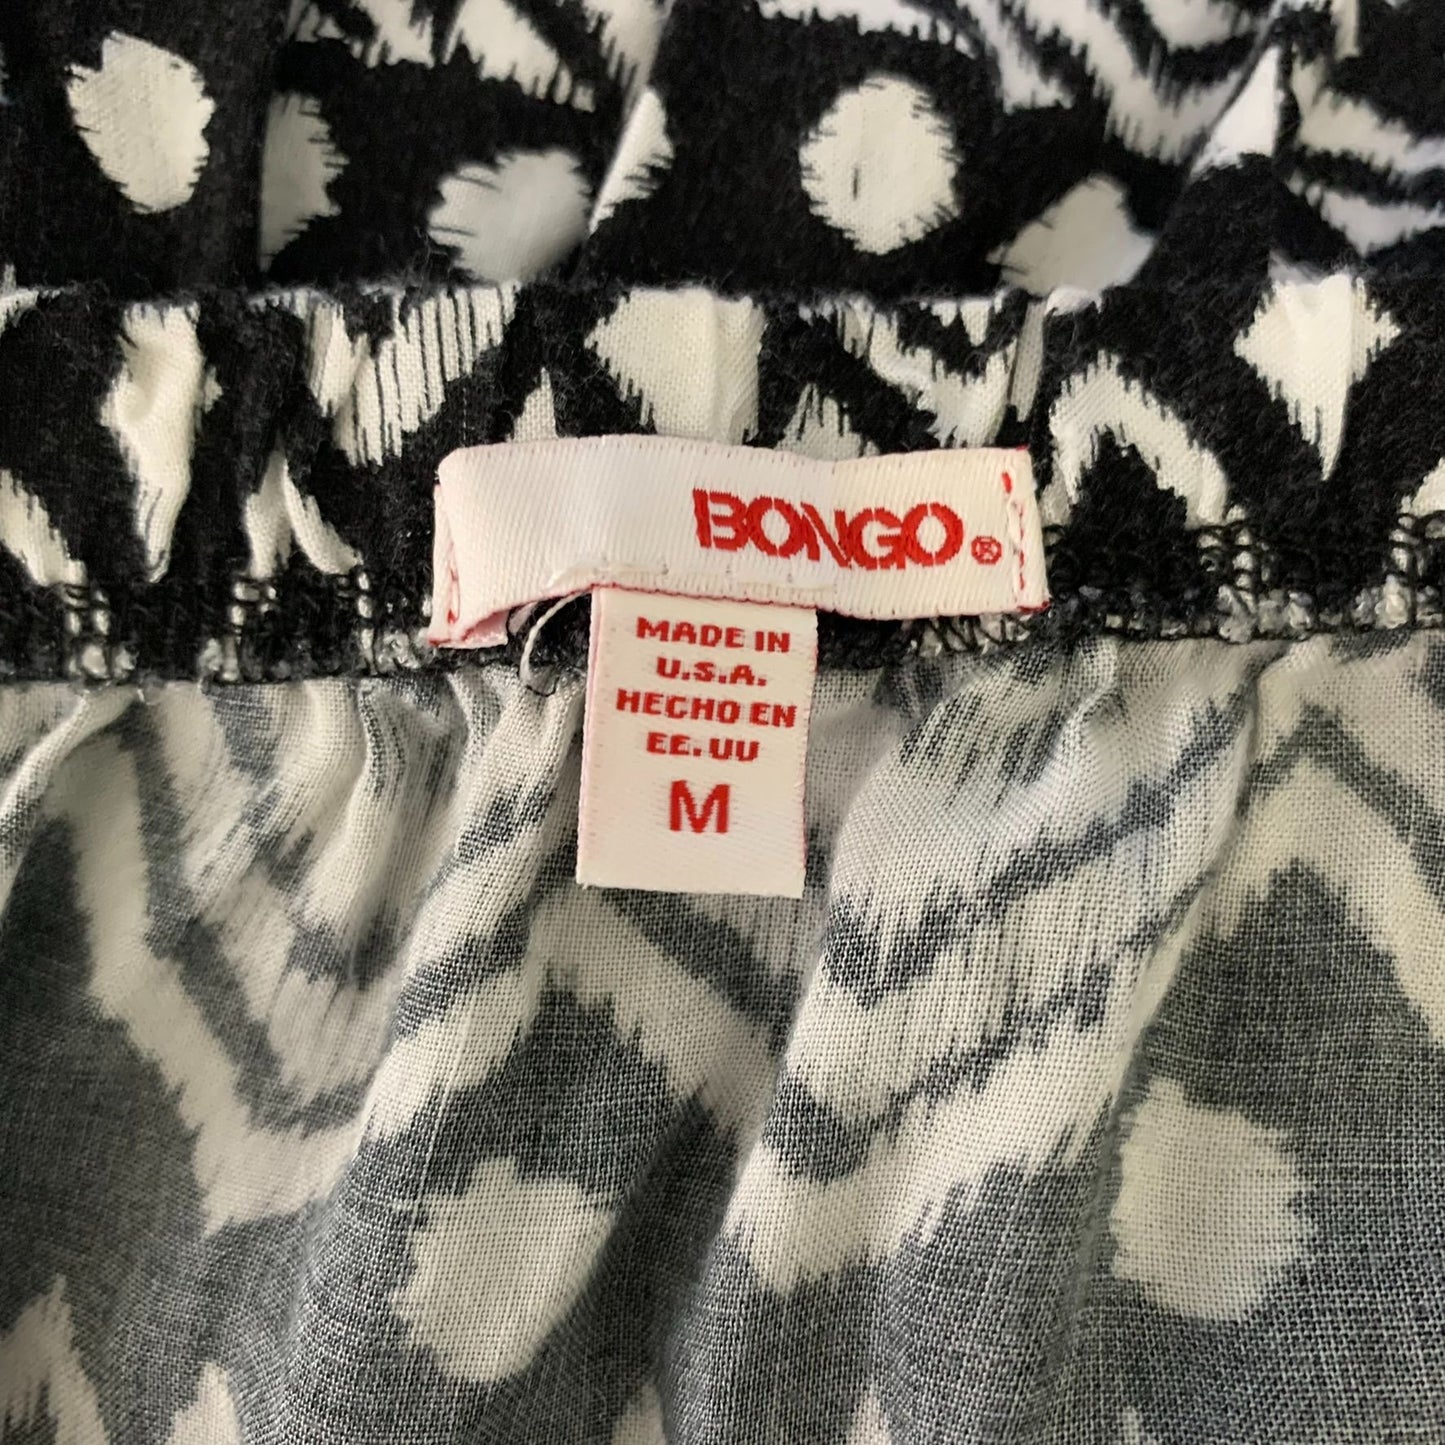 BONGO®
MADE IN
U.S.A.
HECHO EN
EE.UU
M